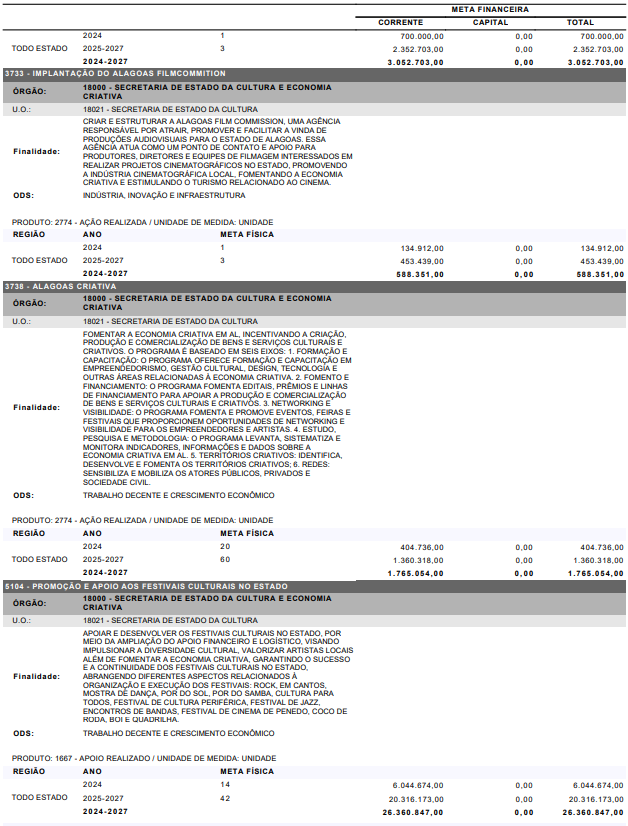 META FINANCEIRA
CORRENTE CAPITAL TOTAL
2024 1 700.000,00 0,00 700.000,00
TODO ESTADO 2025-2027 3 2.352.703,00 0,00 2.352.703,00
2024-2027 3.052.703,00 0,00 3.052.703,00
3733 - IMPLANTAÇÃO DO ALAGOAS FILMCOMMITION
ÓRGÃO: 18000 - SECRETARIA DE ESTADO DA CULTURA E ECONOMIA
CRIATIVA
U.O.: 18021 - SECRETARIA DE ESTADO DA CULTURA
CRIAR E ESTRUTURAR A ALAGOAS FILM COMMISSION, UMA AGÊNCIA
RESPONSÁVEL POR ATRAIR, PROMOVER E FACILITAR A VINDA DE
PRODUÇÕES AUDIOVISUAIS PARA O ESTADO DE ALAGOAS. ESSA
AGÊNCIA ATUA COMO UM PONTO DE CONTATO E APOIO PARA
Finalidade: PRODUTORES, DIRETORES E EQUIPES DE FILMAGEM INTERESSADOS EM
REALIZAR PROJETOS CINEMATOGRÁFICOS NO ESTADO, PROMOVENDO
A INDÚSTRIA CINEMATOGRÁFICA LOCAL, FOMENTANDO A ECONOMIA
CRIATIVA E ESTIMULANDO O TURISMO RELACIONADO AO CINEMA.
ODS: INDÚSTRIA, INOVAÇÃO E INFRAESTRUTURA
PRODUTO: 2774 - AÇÃO REALIZADA / UNIDADE DE MEDIDA: UNIDADE
REGIÃO ANO META FÍSICA
2024 1 134.912,00 0,00 134.912,00
TODO ESTADO 2025-2027 3 453.439,00 0,00 453.439,00
2024-2027 588.351,00 0,00 588.351,00
3738 - ALAGOAS CRIATIVA
ÓRGÃO: 18000 - SECRETARIA DE ESTADO DA CULTURA E ECONOMIA
CRIATIVA
U.O.: 18021 - SECRETARIA DE ESTADO DA CULTURA
FOMENTAR A ECONOMIA CRIATIVA EM AL, INCENTIVANDO A CRIAÇÃO,
PRODUÇÃO E COMERCIALIZAÇÃO DE BENS E SERVIÇOS CULTURAIS E
CRIATIVOS. O PROGRAMA É BASEADO EM SEIS EIXOS: 1. FORMAÇÃO E
CAPACITAÇÃO: O PROGRAMA OFERECE FORMAÇÃO E CAPACITAÇÃO EM
EMPREENDEDORISMO, GESTÃO CULTURAL, DESIGN, TECNOLOGIA E
OUTRAS ÁREAS RELACIONADAS À ECONOMIA CRIATIVA. 2. FOMENTO E
FINANCIAMENTO: O PROGRAMA FOMENTA EDITAIS, PRÊMIOS E LINHAS
DE FINANCIAMENTO PARA APOIAR A PRODUÇÃO E COMERCIALIZAÇÃO
Finalidade: DE BENS E SERVIÇOS CULTURAIS E CRIATIVOS. 3. NETWORKING E
VISIBILIDADE: O PROGRAMA FOMENTA E PROMOVE EVENTOS, FEIRAS E
FESTIVAIS QUE PROPORCIONEM OPORTUNIDADES DE NETWORKING E
VISIBILIDADE PARA OS EMPREENDEDORES E ARTISTAS. 4. ESTUDO,
PESQUISA E METODOLOGIA: O PROGRAMA LEVANTA, SISTEMATIZA E
MONITORA INDICADORES, INFORMAÇÕES E DADOS SOBRE A
ECONOMIA CRIATIVA EM AL. 5. TERRITÓRIOS CRIATIVOS: IDENTIFICA,
DESENVOLVE E FOMENTA OS TERRITÓRIOS CRIATIVOS; 6. REDES:
SENSIBILIZA E MOBILIZA OS ATORES PÚBLICOS, PRIVADOS E
SOCIEDADE CIVIL.
ODS: TRABALHO DECENTE E CRESCIMENTO ECONÔMICO
PRODUTO: 2774 - AÇÃO REALIZADA / UNIDADE DE MEDIDA: UNIDADE
REGIÃO ANO META FÍSICA
2024 20 404.736,00 0,00 404.736,00
TODO ESTADO 2025-2027 60 1.360.318,00 0,00 1.360.318,00
2024-2027 1.765.054,00 0,00 1.765.054,00
5104 - PROMOÇÃO E APOIO AOS FESTIVAIS CULTURAIS NO ESTADO
ÓRGÃO: 18000 - SECRETARIA DE ESTADO DA CULTURA E ECONOMIA
CRIATIVA
U.O.: 18021 - SECRETARIA DE ESTADO DA CULTURA
APOIAR E DESENVOLVER OS FESTIVAIS CULTURAIS NO ESTADO, POR
MEIO DA AMPLIAÇÃO DO APOIO FINANCEIRO E LOGÍSTICO, VISANDO
IMPULSIONAR A DIVERSIDADE CULTURAL, VALORIZAR ARTISTAS LOCAIS
ALÉM DE FOMENTAR A ECONOMIA CRIATIVA, GARANTINDO O SUCESSO
E A CONTINUIDADE DOS FESTIVAIS CULTURAIS NO ESTADO,
Finalidade: ABRANGENDO DIFERENTES ASPECTOS RELACIONADOS À
ORGANIZAÇÃO E EXECUÇÃO DOS FESTIVAIS: ROCK, EM CANTOS,
MOSTRA DE DANÇA, POR DO SOL, POR DO SAMBA, CULTURA PARA
TODOS, FESTIVAL DE CULTURA PERIFÉRICA, FESTIVAL DE JAZZ,
ENCONTROS DE BANDAS, FESTIVAL DE CINEMA DE PENEDO, COCO DE
RODA, BOI E QUADRILHA.
ODS: TRABALHO DECENTE E CRESCIMENTO ECONÔMICO
PRODUTO: 1667 - APOIO REALIZADO / UNIDADE DE MEDIDA: UNIDADE
REGIÃO ANO META FÍSICA
2024 14 6.044.674,00 0,00 6.044.674,00
TODO ESTADO 2025-2027 42 20.316.173,00 0,00 20.316.173,00
2024-2027 26.360.847,00 0,00 26.360.847,00